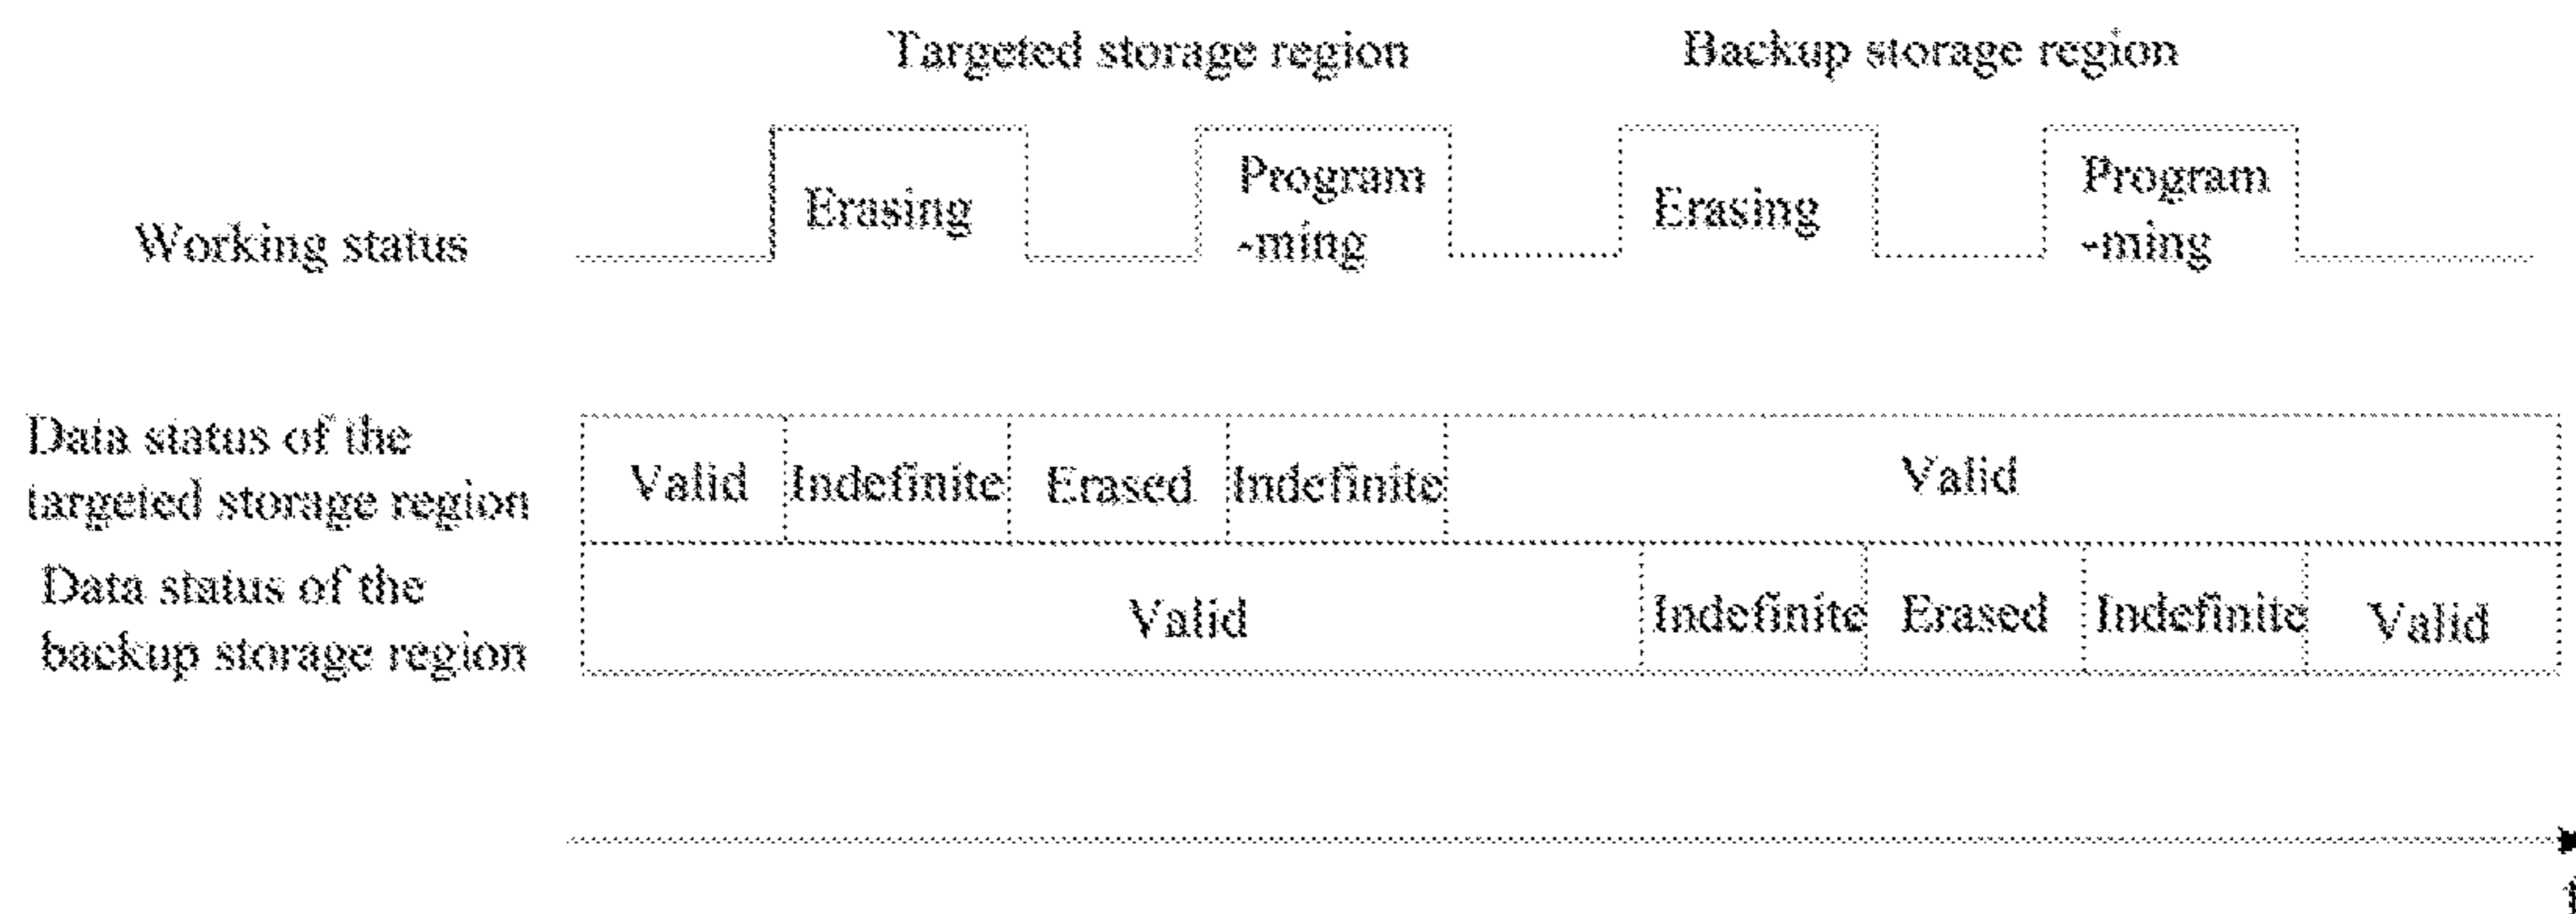 Targeted storage region
Backup storage region
Working status
Erasing
Program
-ming
Erasing
Program
-ming
Data status of the
targeted storage region
Valid
Indefinite
Erased
Indefinite
Valid
Data status of the
backup storage region
Valid
Indefinite
Erased
Indefinite
Valid